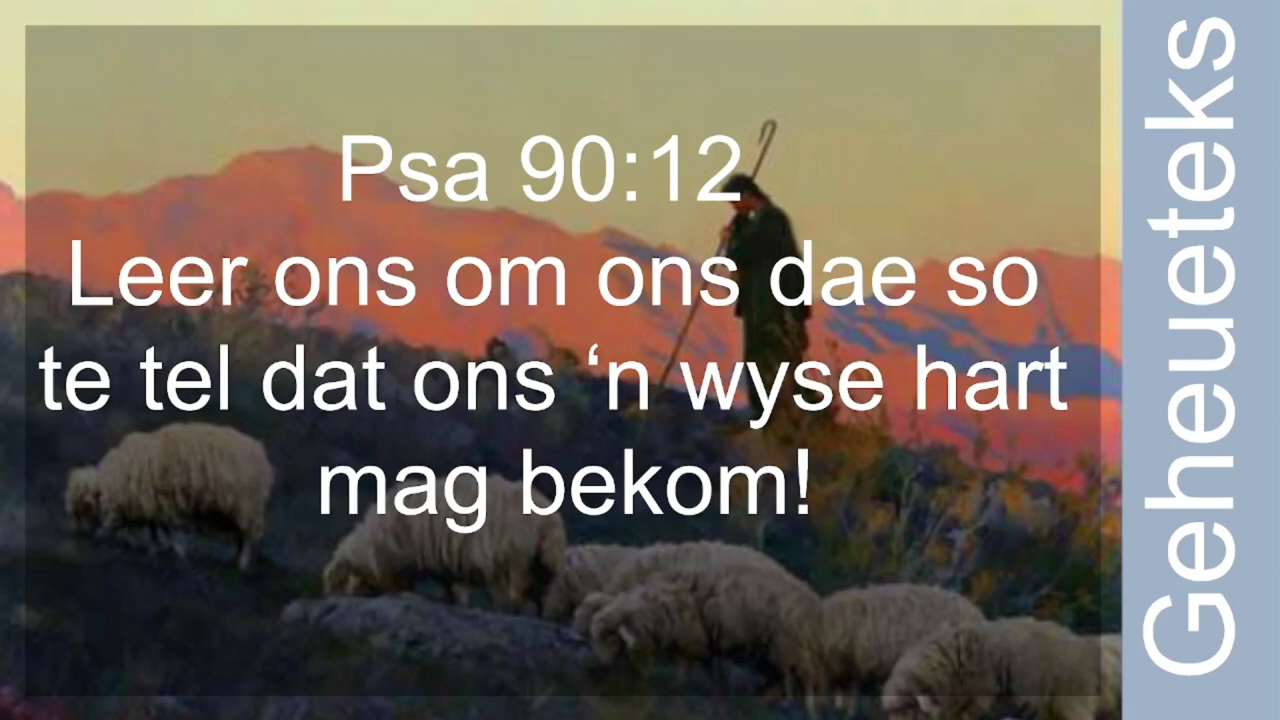 Psa 90:12
Leer ons om ons dae so
te tel dat ons ‘n wyse hart
mag bekom!
Geheueteks